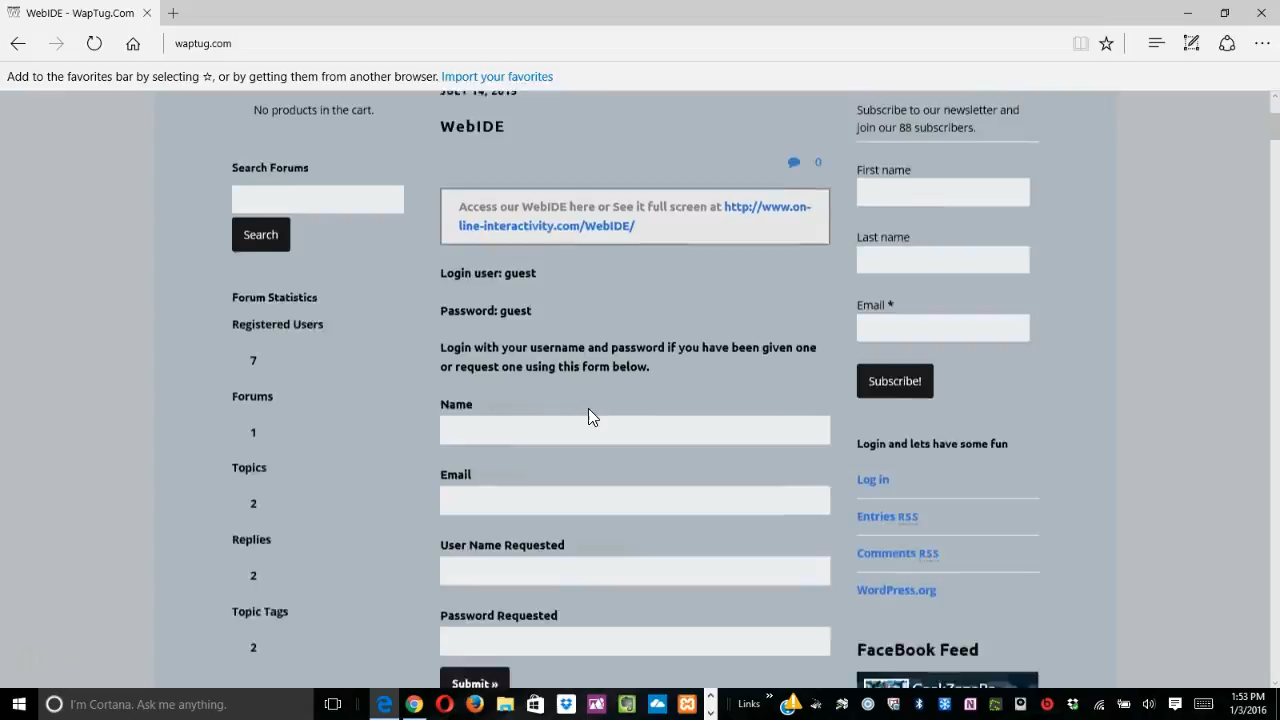 WebIDE - WapTug.Com
waptug.com
Add to the favorites bar by selecting ☆, or by getting them from another browser. Import your favorites
No products in the cart.
Search Forums
Search
Forum Statistics
Registered Users
7
Forums
1
Topics
2
Replies
2
Topic Tags
2
JULY 14, 2015
WebIDE
0
Access our WebIDE here or See it full screen at http://www.on-
line-interactivity.com/WebIDE/
Login user: guest
Password: guest
Login with your username and password if you have been given one
or request one using this form below.
Name
Email
User Name Requested
Password Requested
Submit »
Subscribe to our newsletter and
join our 88 subscribers.
First name
Last name
Email *
Subscribe!
Login and lets have some fun
Log in
Entries RSS
Comments RSS
WordPress.org
FaceBook Feed
I'm Cortana. Ask me anything.
Links
1:53 PM
1/3/2016